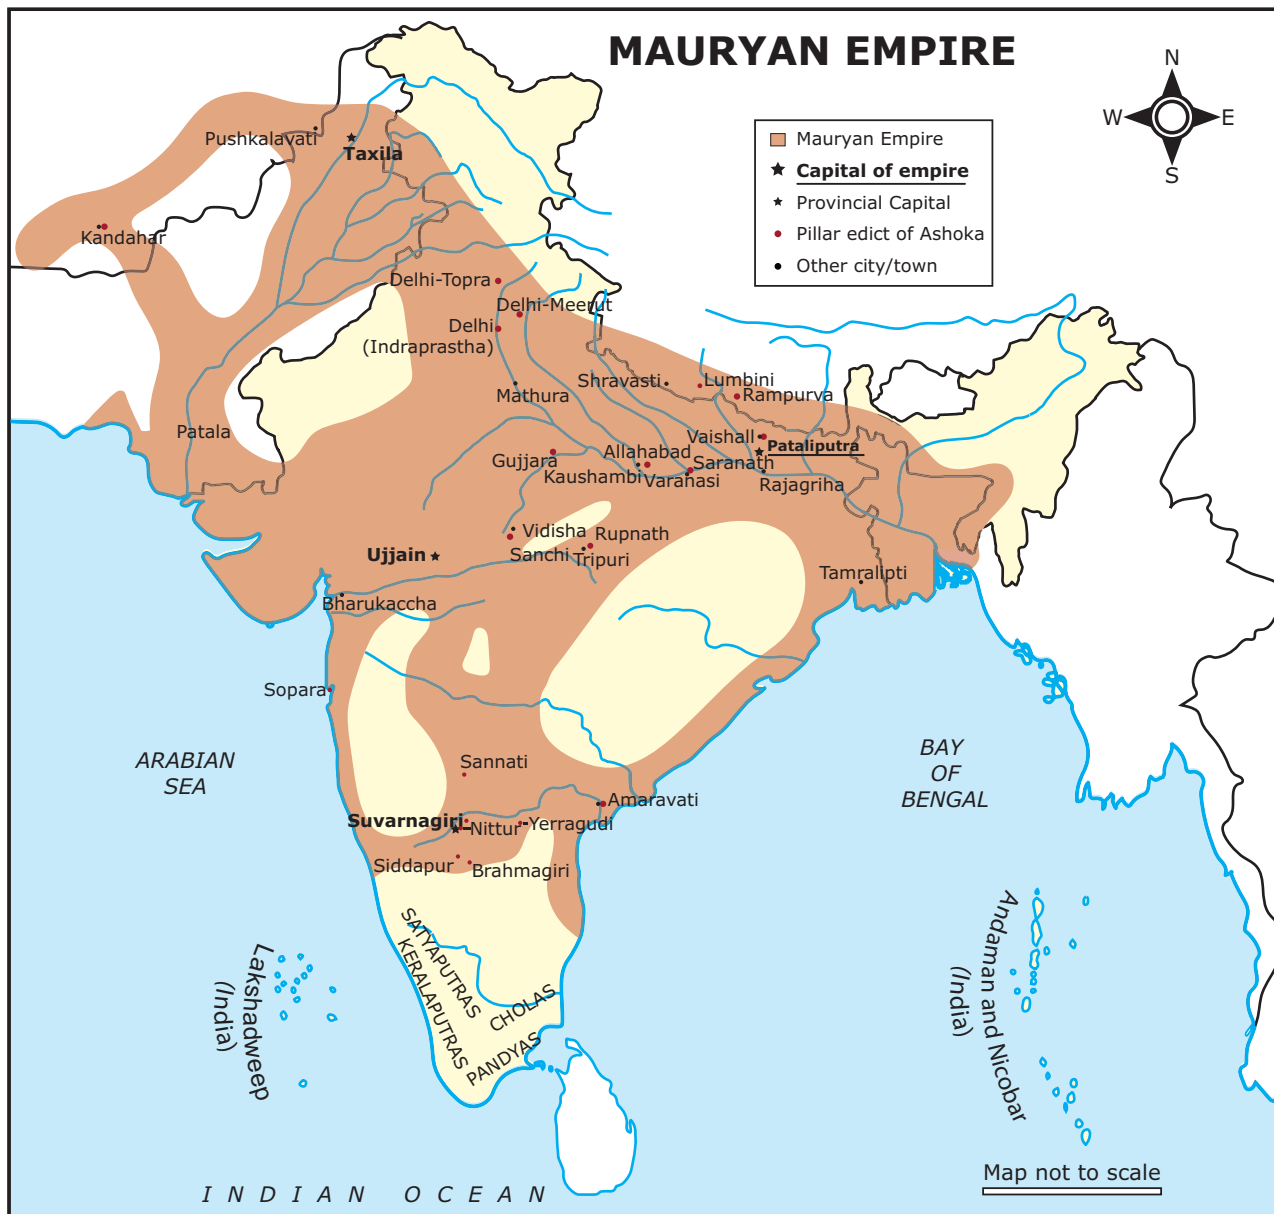 MAURYAN EMPIRE
N
W
E
S
Mauryan Empire
Capital of empire
Provincial Capital
Pillar edict of Ashoka
Other city/town
Pushkalavati
Taxila
Kandahar
Delhi-Topra
Delhi-Meerut
Delhi
(Indraprastha)
Mathura
Shravasti
Lumbini
Rampurva
Patala
Vaishall
Pataliputra
Gujjara
Allahabad
Saranath
Kaushambi
Varanasi
Rajagriha
Vidisha
Rupnath
Ujjain
Sanchi
Tripuri
Tamralipti
Bharukaccha
Sopara
ARABIAN
SEA
BAY
OF
BENGAL
Sannati
Amaravati
Suvarnagiri
Nittur
Yerragudi
Siddapur
Brahmagiri
SATYAPUTRAS
KERALAPUTRAS
CHOLAS
PANDYAS
Lakshadweep
(India)
Andaman and Nicobar
(India)
Map not to scale
INDIAN OCEAN